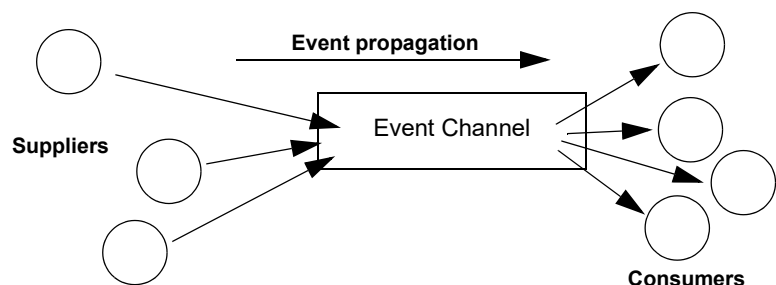 Event propagation
Event Channel
Suppliers
Consumers